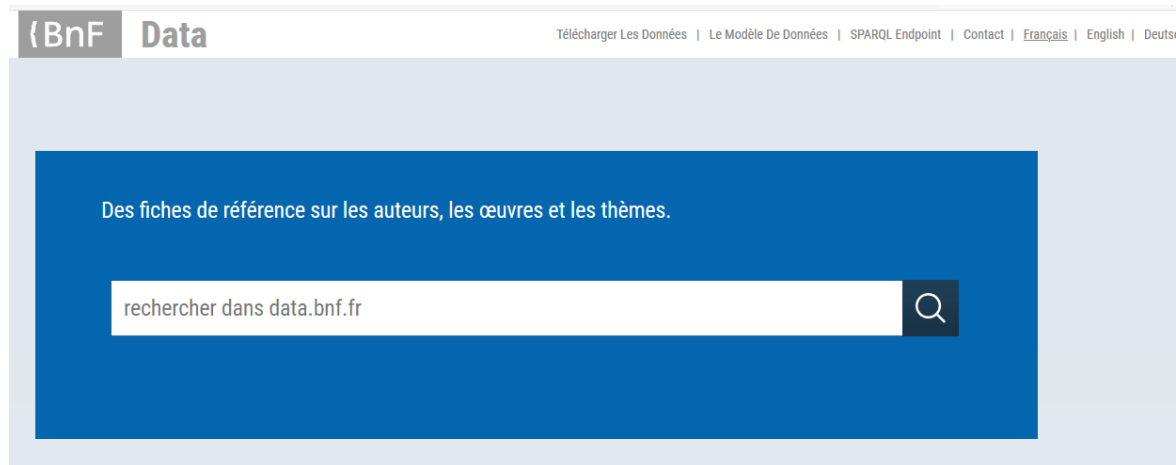 {BnF Data Télécharger Les Données | Le Modèle De Données | SPARQL Endpoint | Contact | Français | English |
Des fiches de référence sur les auteurs, les œuvres et les thèmes.
rechercher dans data.bnf.fr